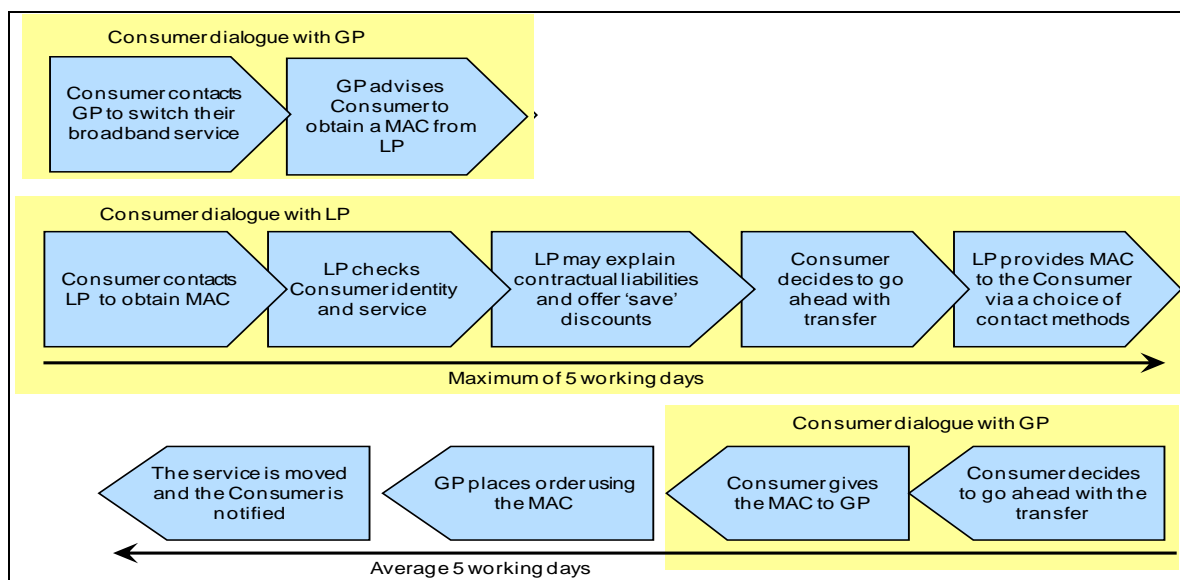 Consumer dialogue with GP
Consumer contacts
GP to switch their
broadband service
GP advises
Consumer to
obtain a MAC from
LP
Consumer dialogue with LP
Consumer contacts
LP to obtain MAC
LP checks
Consumer identity
and service
LP may explain
contractual liabilities
and offer ‘save’
discounts
Consumer
decides to go
ahead with
transfer
LP provides MAC
to the Consumer
via a choice of
contact methods
Maximum of 5 working days
Consumer dialogue with GP
The service is moved
and the Consumer is
notified
GP places order using
the MAC
Consumer gives
the MAC to GP
Consumer decides
to go ahead with the
transfer
Average 5 working days